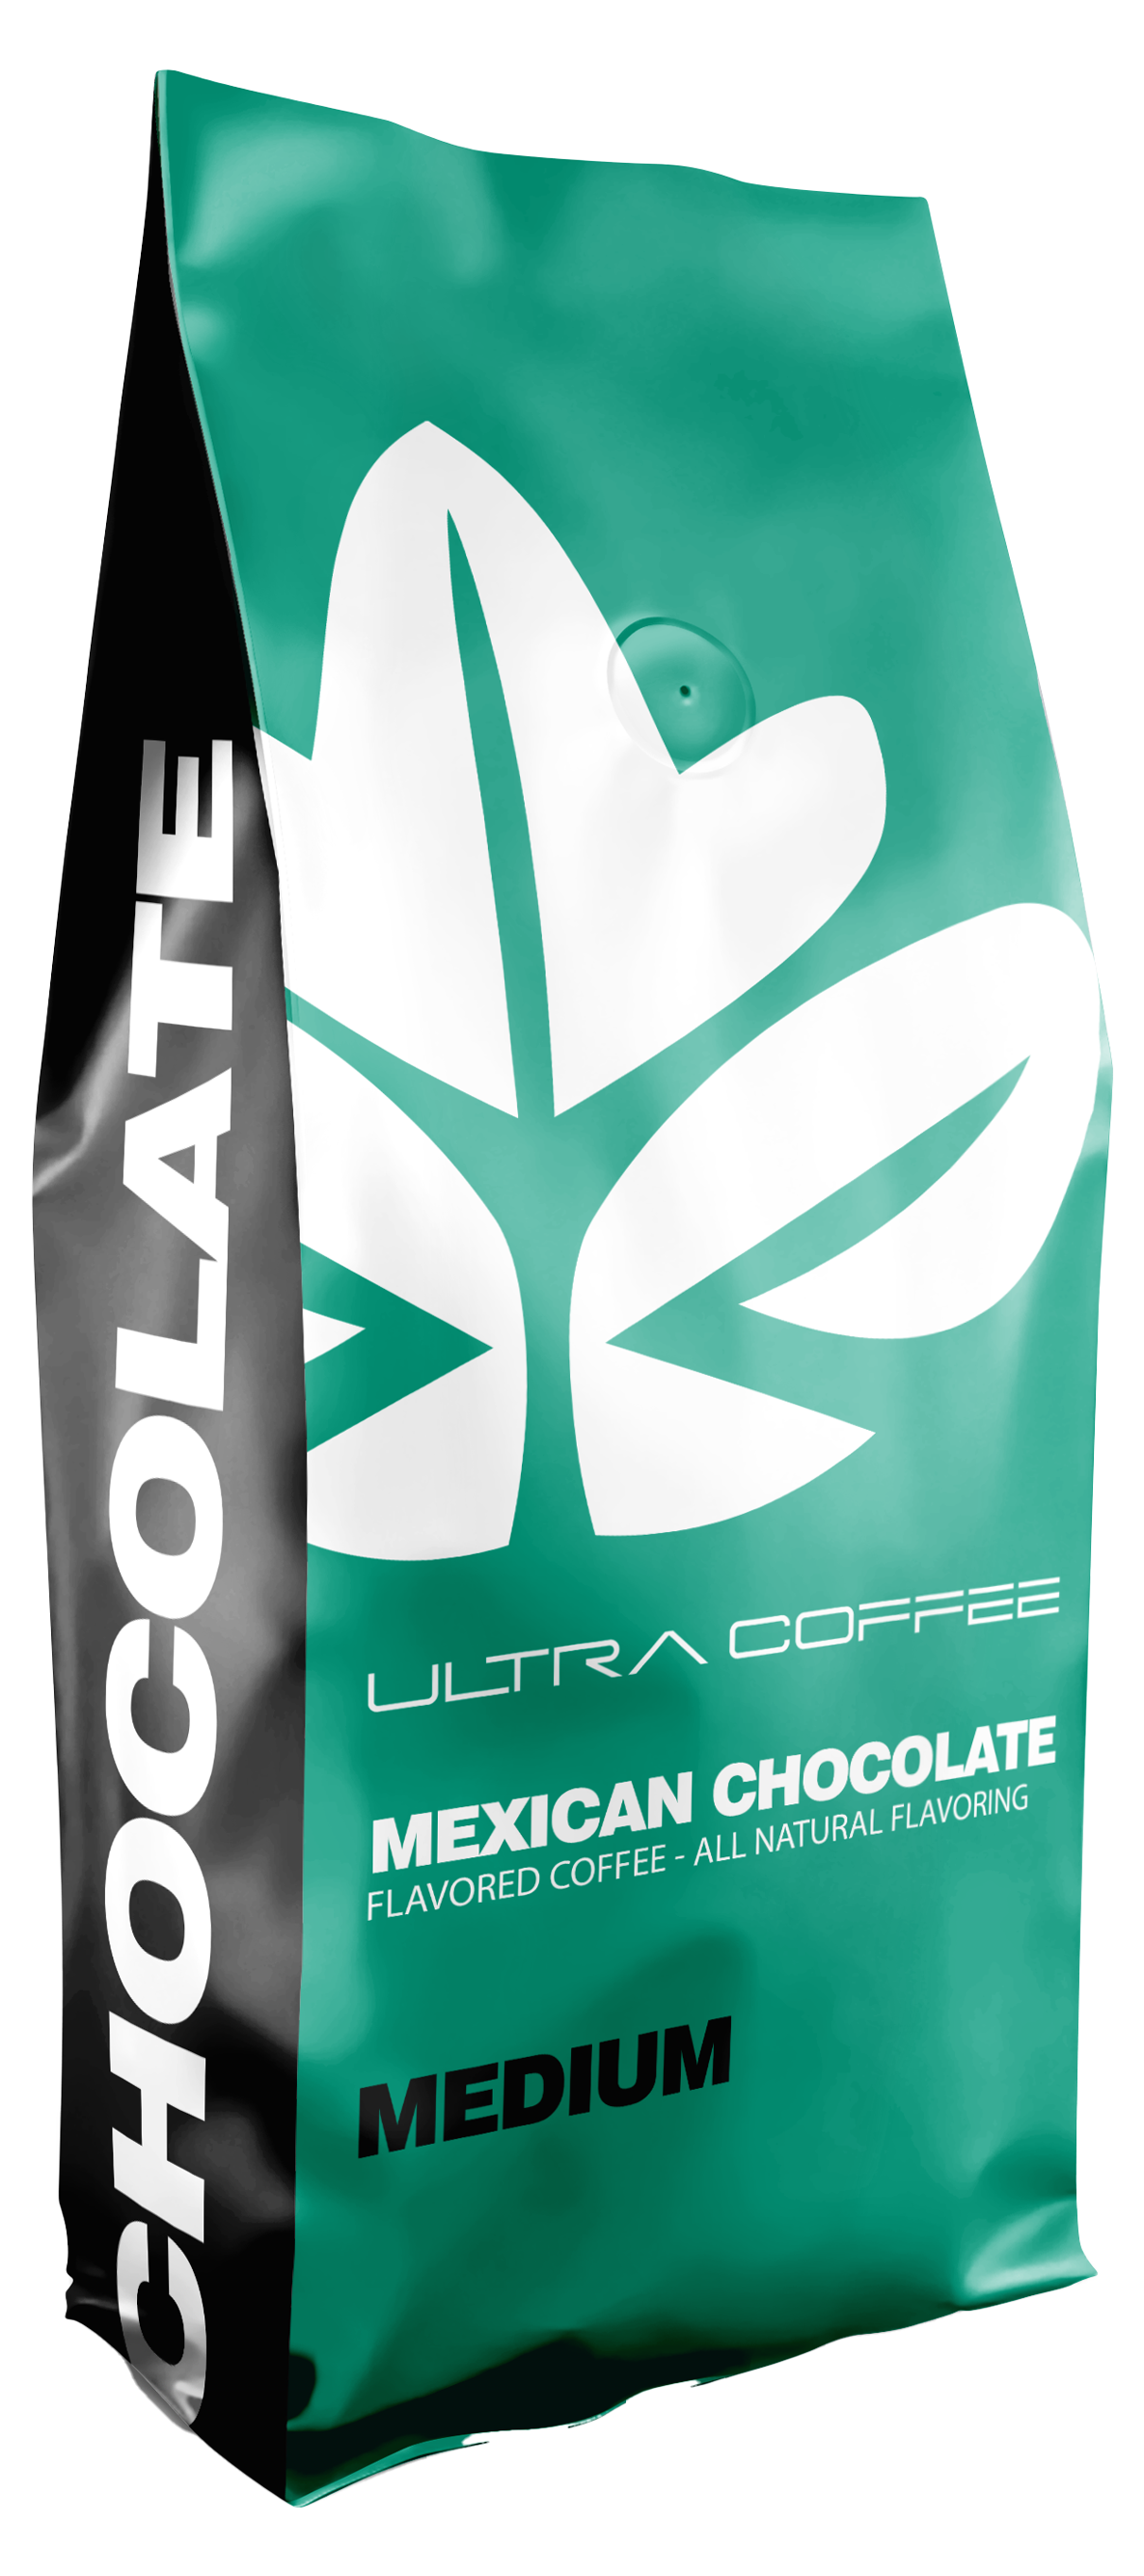 CHOCOLATE
ULTRA COFFEE
MEXICAN CHOCOLATE
FLAVORED COFFEE - ALL NATURAL FLAVORING
MEDIUM